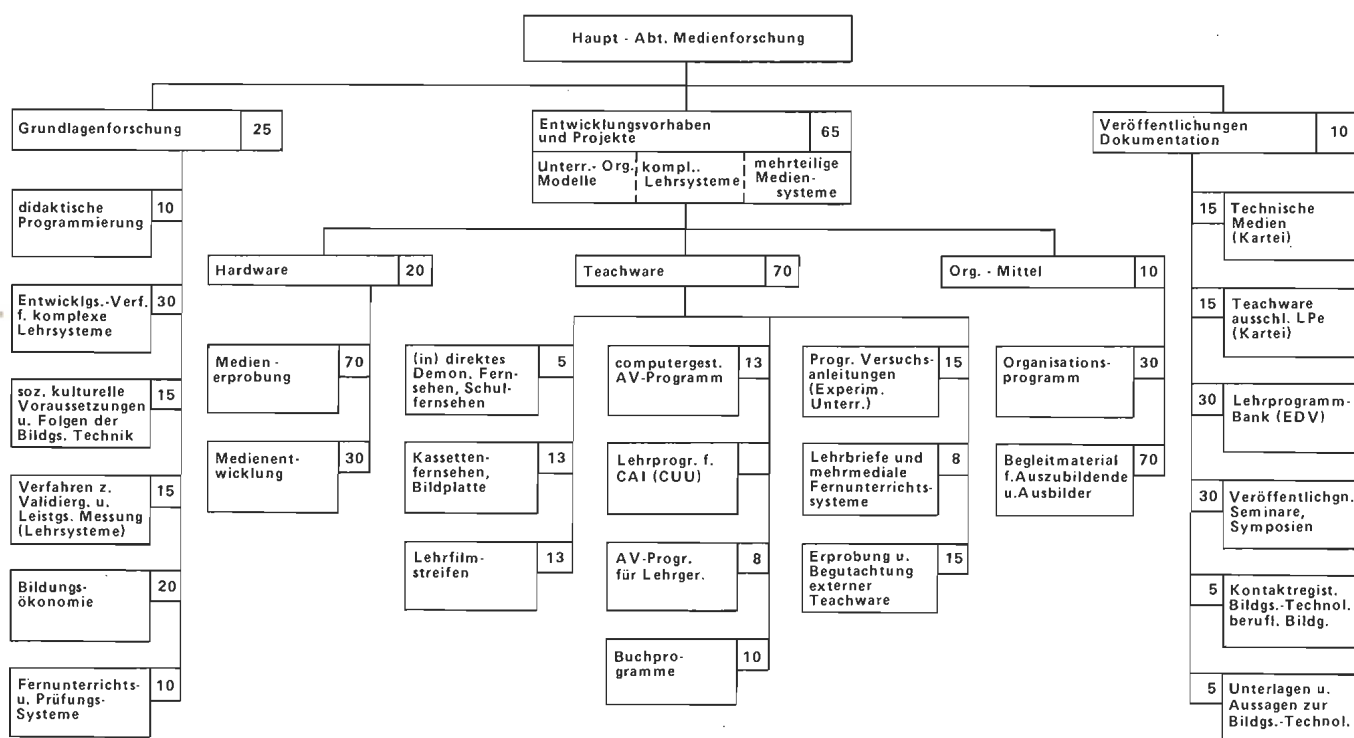 Haupt - Abt. Medienforschung
Grundlagenforschung 25
Entwicklungsvorhaben
und Projekte 65
Unterr.- Org.
Modelle
kompl..
Lehrsysteme
mehrteilige
Medien-
systeme
Veröffentlichungen
Dokumentation 10
didaktische 10
Programmierung
Entwicklgs.-Verf. 30
f. komplexe
Lehrsysteme
soz. kulturelle
Voraussetzungen 15
u. Folgen der
Bildgs. Technik
Verfahren z. 15
Validierg. u.
Leistgs. Messung
(Lehrsysteme)
Bildungs- 20
ökonomie
Fernunterrichts- 10
u. Prüfungs-
Systeme
Hardware 20
Medien - 70
erprobung
Medienent- 30
wicklung
Teachware 70
(in) direktes 5
Demon. Fern-
sehen, Schul-
fernsehen
Kassetten- 13
fernsehen,
Bildplatte
Lehrfilm- 13
streifen
computergest. 13
AV-Programm
Lehrprogr. f.
CAI (CUU)
AV-Progr. 8
für Lehrger.
Buchpro- 10
gramme
Progr. Versuchs- 15
anleitungen
(Experim.
Unterr.)
Lehrbriefe und 8
mehrmediale
Fernunterrichts-
systeme
Erprobung u. 15
Begutachtung
externer
Teachware
Org. - Mittel 10
Organisations- 30
programm
Begleitmaterial 70
f.Auszubildende
u.Ausbilder
15 Technische
Medien
(Kartei)
15 Teachware
ausschl. LPe
(Kartei)
30 Lehrprogramm-
Bank (EDV)
30 Veröffentlichgn.
Seminare,
Symposien
5 Kontaktregist.
Bildgs.-Technol.
berufl. Bildg.
5 Unterlagen u.
Aussagen zur
Bildgs.-Technol.